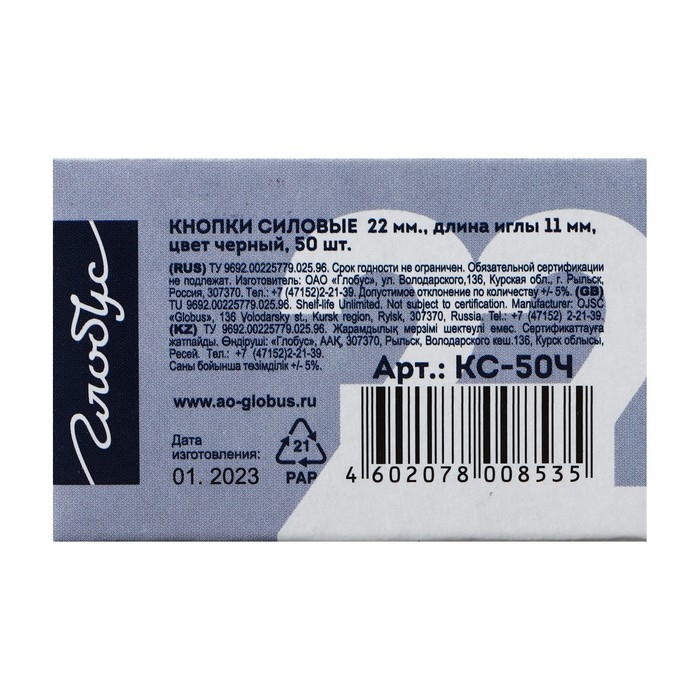 Глобус
КНОПКИ СИЛОВЫЕ 22 мм., длина иглы 11 мм,
цвет черный, 50 шт.
(RUS) ТУ 9692.00225779.025.96. Срок годности не ограничен. Обязательной сертификации
не подлежат. Изготовитель: ОАО «Глобус», ул. Володарского,136, Курская обл., г. Рыльск,
Россия, 307370, Тел.: +7 (47152)2-21-39. Допустимое отклонение по количеству +/- 5%. (GB)
TU 9692.00225779.025.96. Shelf-life Unlimited. Not subject to certification. Manufacturer: OJSC
«Globus», 136 Volodarsky st., Kursk region, Rylsk, 307370, Russia, Tel.: +7 (47152) 2-21-39.
(KZ) ТУ 9692.00225779.025.96. Жарамдылық мерзімі шектеулі емес. Сертификаттауға
жатпайды. Өндіруші: «Глобус», ААҚ, 307370, Рыльск, Володарского кеш.136, Курск облысы,
Ресей. Тел.: +7 (47152)2-21-39.
Саны бойынша төзімділік +/- 5%.
22
Арт.: КС-50Ч
www.ao-globus.ru
Дата
изготовления:
01. 2023
21
PAP
4 602078 008535